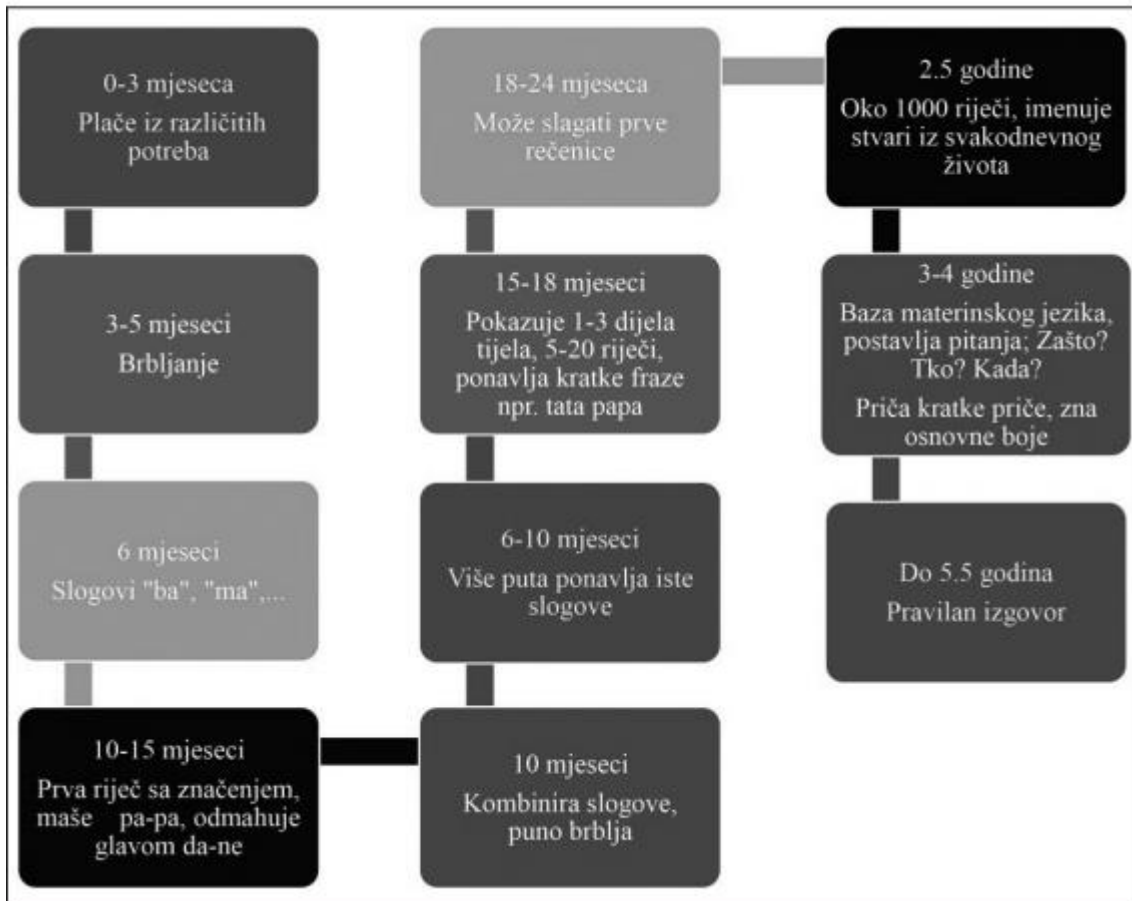 0-3 mjeseca
Plače iz različitih
potreba
3-5 mjeseci
Brbljanje
6 mjeseci
Slogovi "ba", "ma",...
10-15 mjeseci
Prva riječ sa značenjem,
maše pa-pa, odmahuje
glavom da-ne
10 mjeseci
Kombinira slogove,
puno brblja
6-10 mjeseci
Više puta ponavlja iste
slogove
15-18 mjeseci
Pokazuje 1-3 dijela
tijela, 5-20 riječi,
ponavlja kratke fraze
npr. tata papa
18-24 mjeseca
Može slagati prve
rečenice
2.5 godine
Oko 1000 riječi, imenuje
stvari iz svakodnevnog
života
3-4 godine
Baza materinskog jezika,
postavlja pitanja; Zašto?
Tko? Kada?
Priča kratke priče, zna
osnovne boje
Do 5.5 godina
Pravilan izgovor